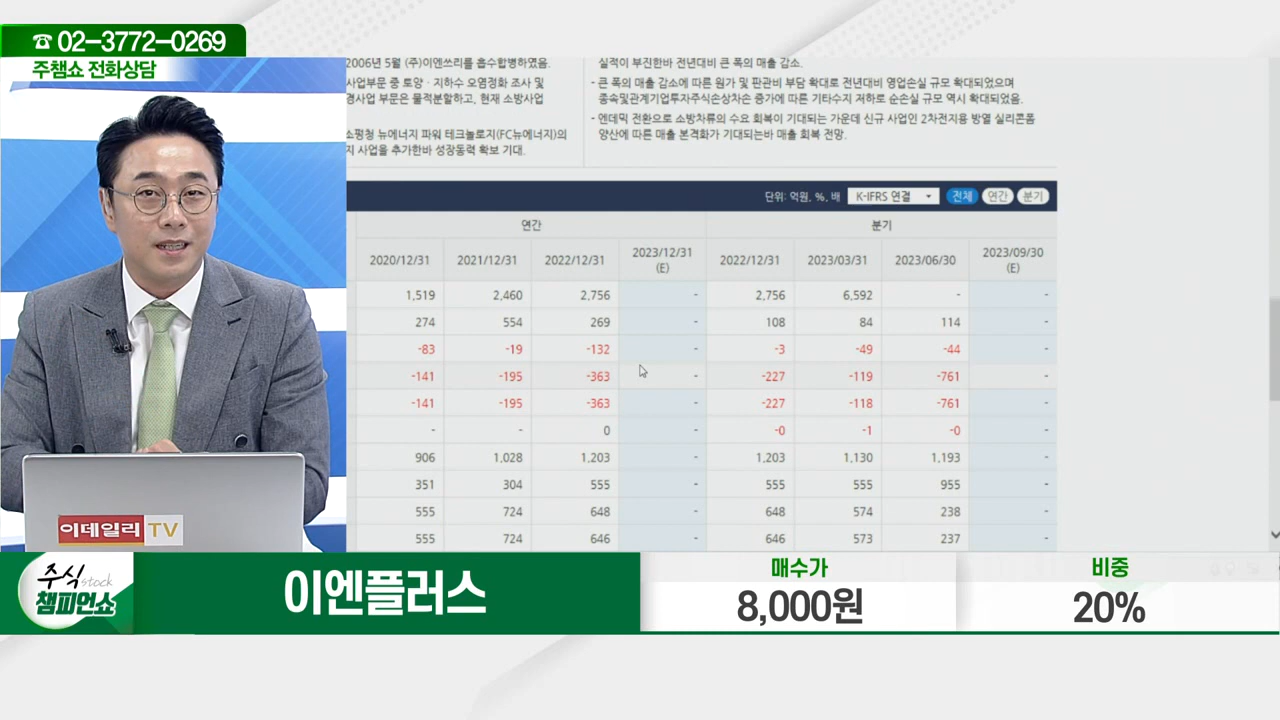 ☎ 02-3772-0269
주챔쇼 전화상담
2006년 5월 (주)이엔쓰리를 흡수합병하였음.
사업부문 중 토양ㆍ지하수 오염정화 조사 및
경사업 부문은 물적분할하고, 현재 소방사업
소평청 뉴에너지 파워 테크놀로지(FC뉴에너지)의
지 사업을 추가한바 성장동력 확보 기대.
실적이 부진한바 전년대비 큰 폭의 매출 감소.
- 큰 폭의 매출 감소에 따른 원가 및 판관비 부담 확대로 전년대비 영업손실 규모 확대되었으며
종속및관계기업투자주식손상차손 증가에 따른 기타수지 저하로 순손실 규모 역시 확대되었음.
- 엔데믹 전환으로 소방차류의 수요 회복이 기대되는 가운데 신규 사업인 2차전지용 방열 실리콘폼
양산에 따른 매출 본격화가 기대되는바 매출 회복 전망.
단위: 억원, %, 배 K-IFRS 연결 전체 연간 분기
연간 분기
2020/12/31 2021/12/31 2022/12/31 2023/12/31 (E) 2022/12/31 2023/03/31 2023/06/30 2023/09/30 (E)
1,519 2,460 2,756 - 2,756 6,592 - -
274 554 269 - 108 84 114 -
-83 -19 -132 - -3 -49 -44 -
-141 -195 -363 - -227 -119 -761 -
-141 -195 -363 - -227 -118 -761 -
- - 0 - -0 -1 -0 -
906 1,028 1,203 - 1,203 1,130 1,193 -
351 304 555 - 555 555 955 -
555 724 648 - 648 574 238 -
555 724 646 - 646 573 237 -
이데일리 TV
주식 stock
챔피언쇼
이엔플러스
매수가
8,000원
비중
20%